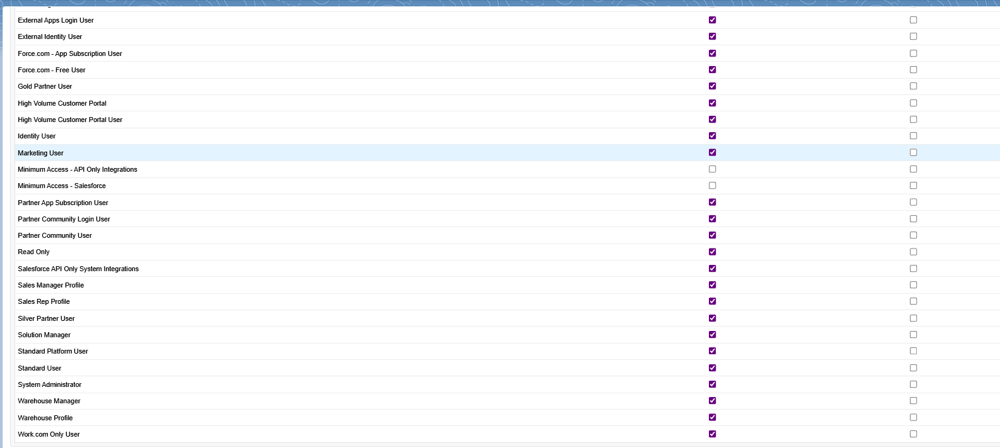 External Apps Login User
External Identity User
Force.com - App Subscription User
Force.com - Free User
Gold Partner User
High Volume Customer Portal
High Volume Customer Portal User
Identity User
Marketing User
Minimum Access - API Only Integrations
Minimum Access - Salesforce
Partner App Subscription User
Partner Community Login User
Partner Community User
Read Only
Salesforce API Only System Integrations
Sales Manager Profile
Sales Rep Profile
Silver Partner User
Solution Manager
Standard Platform User
Standard User
System Administrator
Warehouse Manager
Warehouse Profile
Work.com Only User